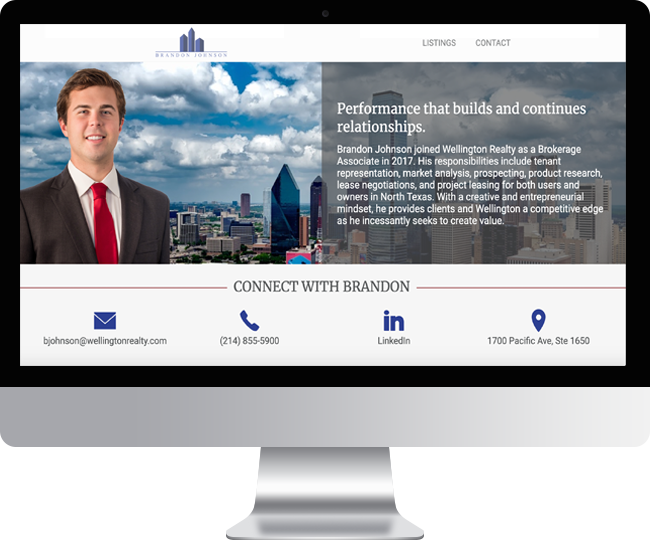 BRANDON JOHNSON
LISTINGS CONTACT
Performance that builds and continues
relationships.
Brandon Johnson joined Wellington Realty as a Brokerage
Associate in 2017. His responsibilities include tenant
representation, market analysis, prospecting, product research,
lease negotiations, and project leasing for both users and
owners in North Texas. With a creative and entrepreneurial
mindset, he provides clients and Wellington a competitive edge
as he incessantly seeks to create value.
CONNECT WITH BRANDON
bjohnson@wellingtonrealty.com
(214) 855-5900
in
LinkedIn
1700 Pacific Ave, Ste 1650